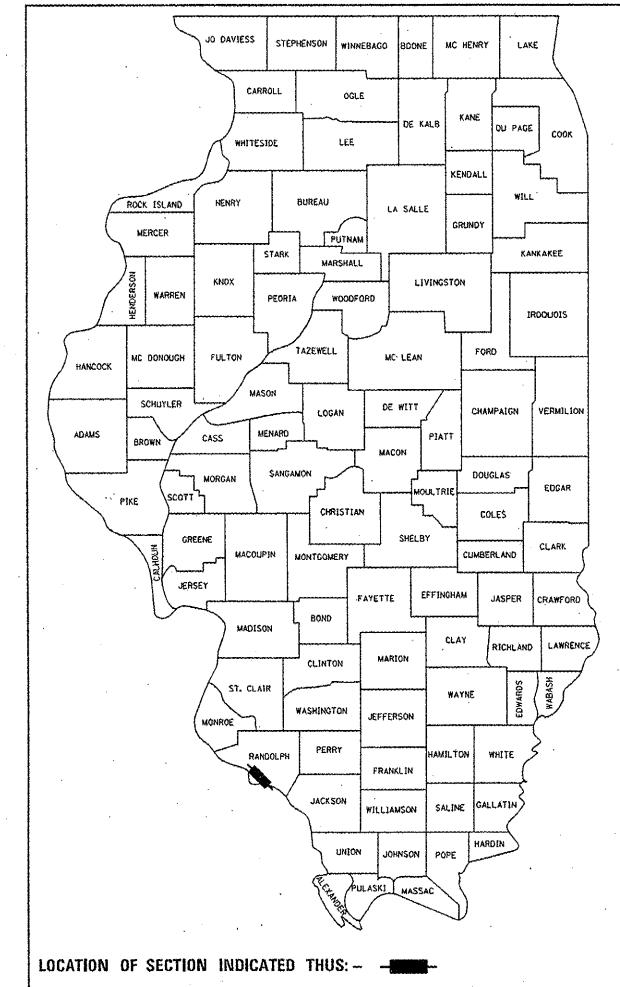 JO DAVIESS
STEPHENSON
WINNEBAGO
BOONE
MC HENRY
LAKE
CARROLL
OGLE
DE KALB
KANE
DU PAGE
COOK
WHITESIDE
LEE
KENDALL
WILL
ROCK ISLAND
HENRY
BUREAU
LA SALLE
GRUNDY
MERCER
PUTNAM
KANKAKEE
STARK
MARSHALL
HENDERSON
WARREN
KNOX
PEORIA
WOODFORD
LIVINGSTON
IROQUOIS
HANCOCK
MC DONOUGH
FULTON
TAZEWELL
MC LEAN
FORD
MASON
SCHUYLER
LOGAN
DE WITT
CHAMPAIGN
VERMILION
ADAMS
BROWN
CASS
MENARD
PIATT
MACON
PIKE
SCOTT
MORGAN
SANGAMON
MOULTRIE
DOUGLAS
EDGAR
CHRISTIAN
COLES
CALHOUN
GREENE
MACOUPIN
MONTGOMERY
SHELBY
CUMBERLAND
CLARK
JERSEY
FAYETTE
EFFINGHAM
JASPER
CRAWFORD
MADISON
BOND
CLAY
RICHLAND
LAWRENCE
CLINTON
MARION
ST. CLAIR
WAYNE
EDWARDS
WABASH
MONROE
WASHINGTON
JEFFERSON
RANDOLPH
PERRY
HAMILTON
WHITE
FRANKLIN
JACKSON
WILLIAMSON
SALINE
GALLATIN
UNION
JOHNSON
POPE
HARDIN
ALEXANDER
PULASKI
MASSAC
LOCATION OF SECTION INDICATED THUS: –